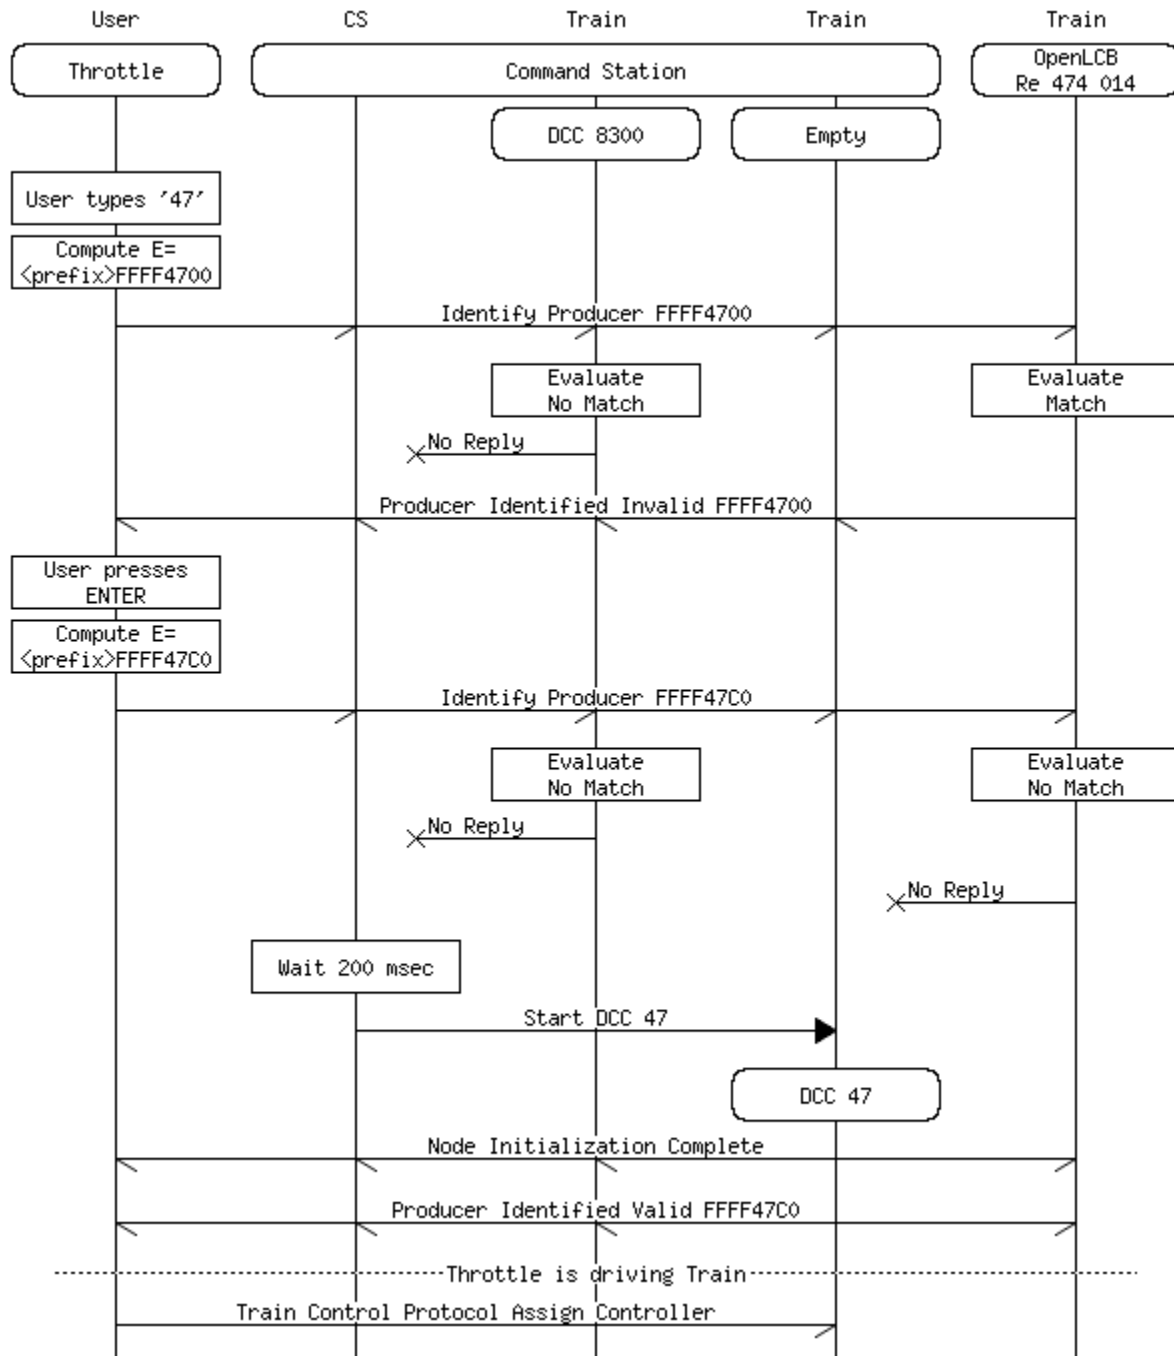 User CS Train Train Train
Throttle Command Station OpenLCB
Re 474 014
DCC 8300 Empty
User types '47'
Compute E=
<prefix>FFFF4700
Identify Producer FFFF4700
Evaluate
No Match
Evaluate
Match
No Reply
Producer Identified Invalid FFFF4700
User presses
ENTER
Compute E=
<prefix>FFFF47C0
Identify Producer FFFF47C0
Evaluate
No Match
Evaluate
No Match
No Reply
No Reply
Wait 200 msec
Start DCC 47
DCC 47
Node Initialization Complete
Producer Identified Valid FFFF47C0
Throttle is driving Train
Train Control Protocol Assign Controller